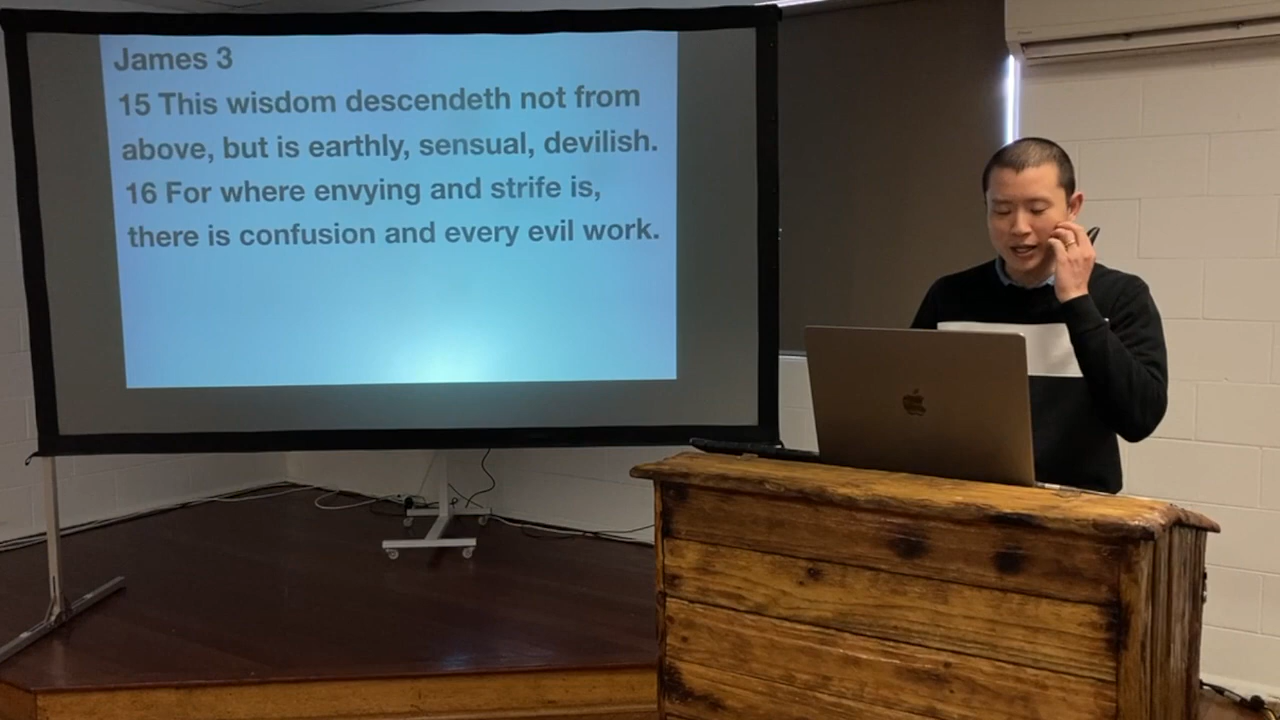 James 3
15 This wisdom descendeth not from
above, but is earthly, sensual, devilish.
16 For where envying and strife is,
there is confusion and every evil work.